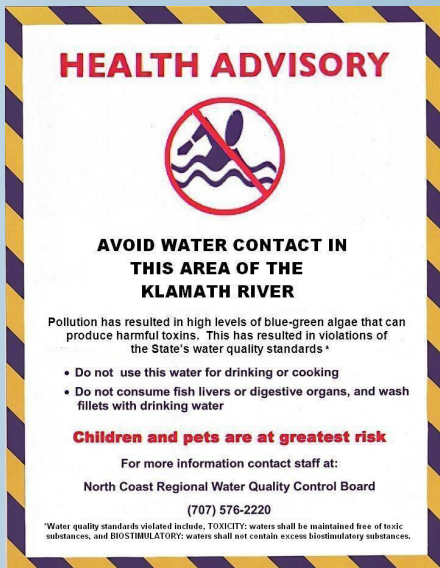 HEALTH ADVISORY
AVOID WATER CONTACT IN
THIS AREA OF THE
KLAMATH RIVER
Pollution has resulted in high levels of blue-green algae that can
produce harmful toxins. This has resulted in violations of
the State's water quality standards *
• Do not use this water for drinking or cooking
• Do not consume fish livers or digestive organs, and wash
fillets with drinking water
Children and pets are at greatest risk
For more information contact staff at:
North Coast Regional Water Quality Control Board
(707) 576-2220
*Water quality standards violated include, TOXICITY: waters shall be maintained free of toxic
substances, and BIOSTIMULATORY: waters shall not contain excess biostimulatory substances.